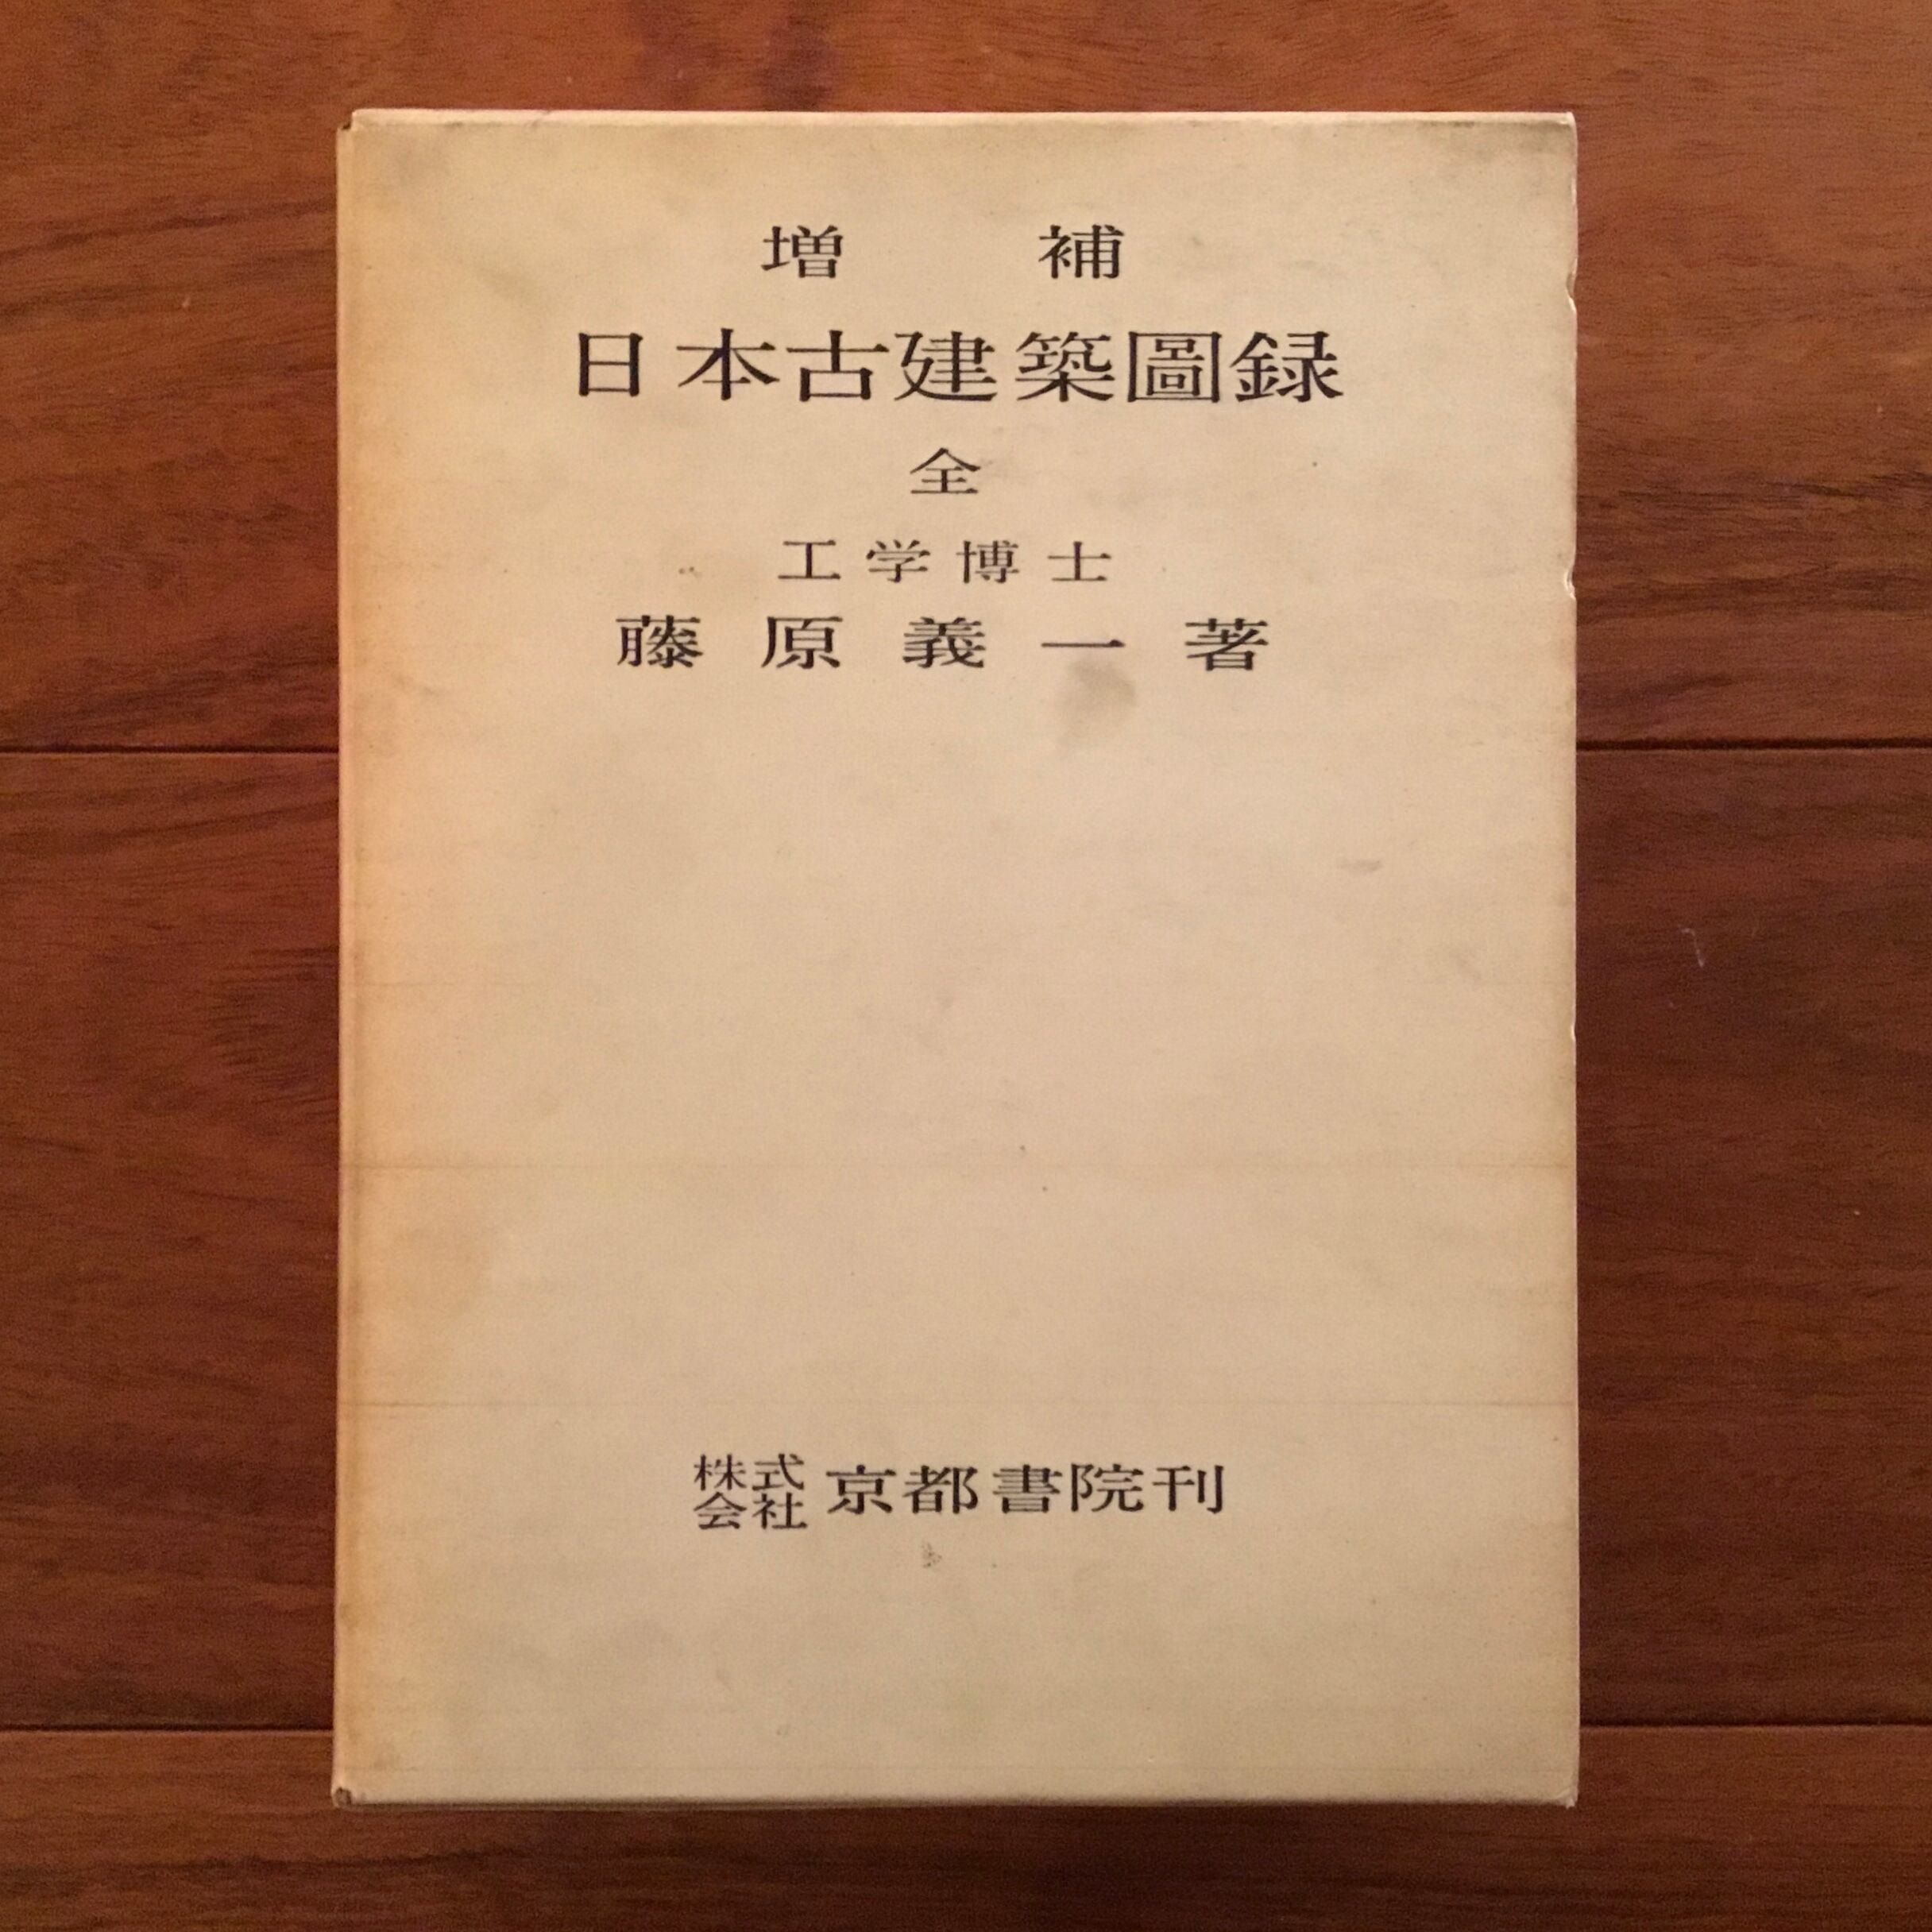 増補
日本古建築圖録
全
工学博士
藤原義一著
株式会社京都書院刊